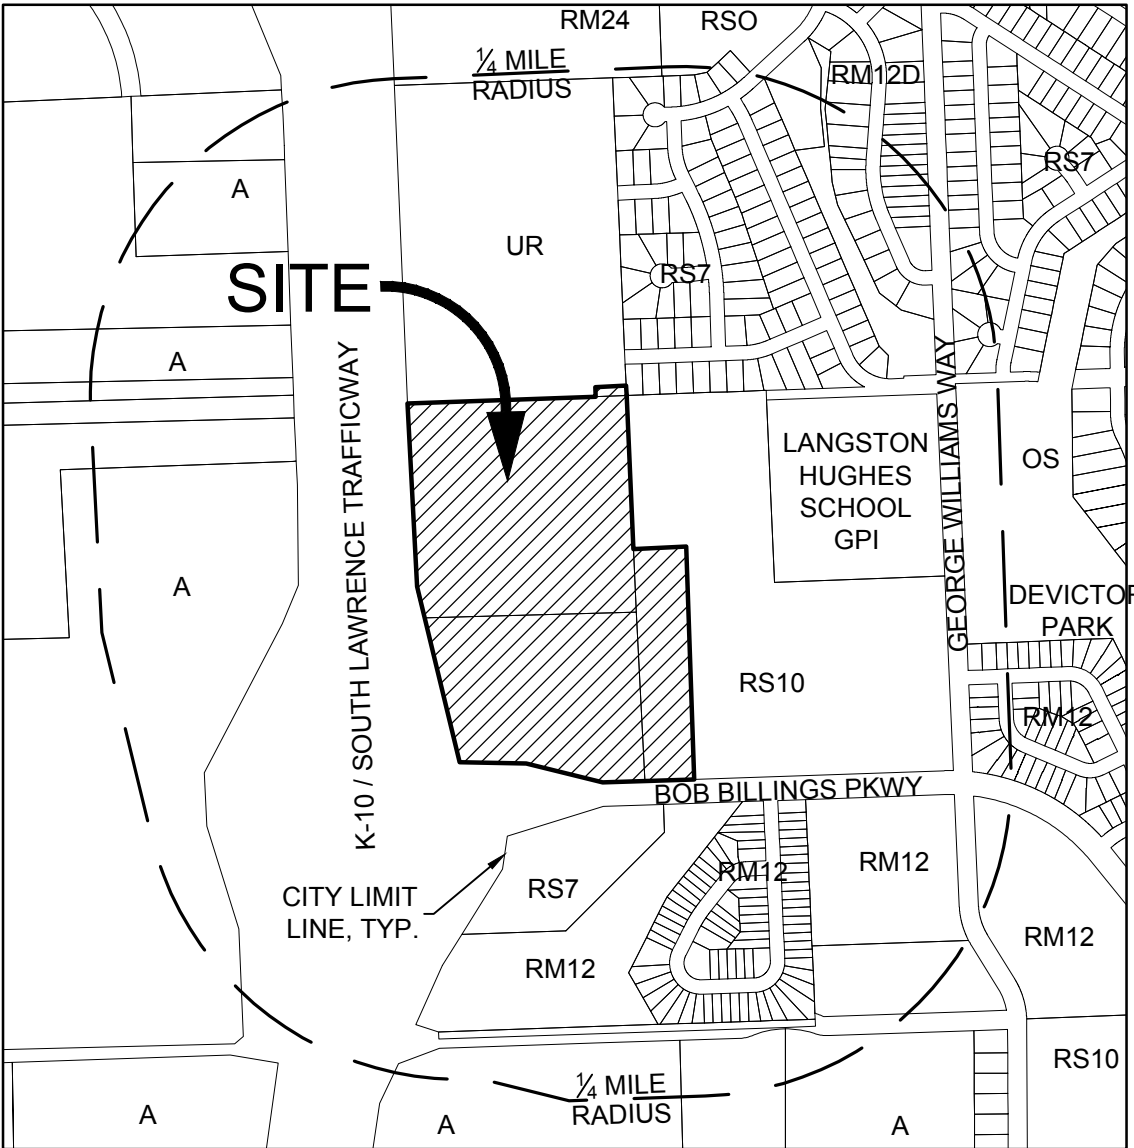 RM24
RSO
¼ MILE
RADIUS
RM12D
RS7
A
UR
SITE
RS7
A
K-10 / SOUTH LAWRENCE TRAFFICWAY
GEORGE WILLIAMS WAY
LANGSTON
HUGHES
SCHOOL
GPI
OS
A
DEVICTOR
PARK
RS10
RM12
BOB BILLINGS PKWY
CITY LIMIT
LINE, TYP.
RS7
RM12
RM12
RM12
RM12
RS10
¼ MILE
RADIUS
A
A
A